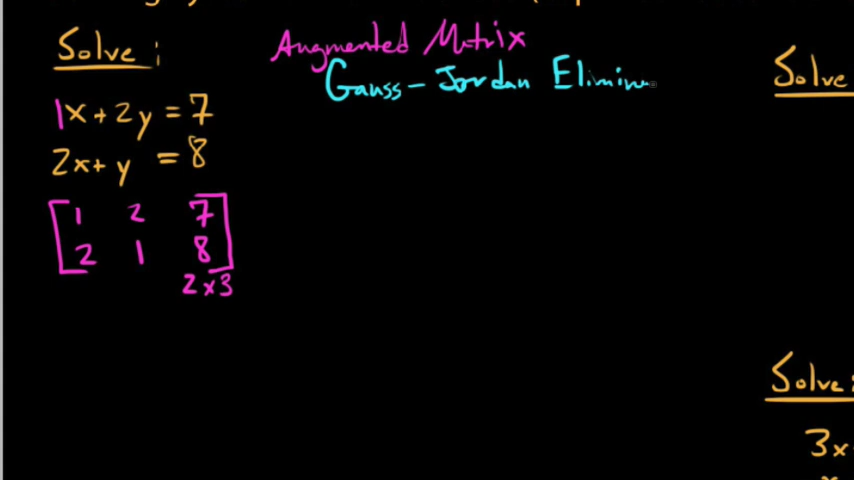 Solve :
Augmented Matrix
Gauss-Jordan Elimin
1x + 2y = 7
2x + y = 8
1 2 7
2 1 8
2x3
Solve
Solve :
3x